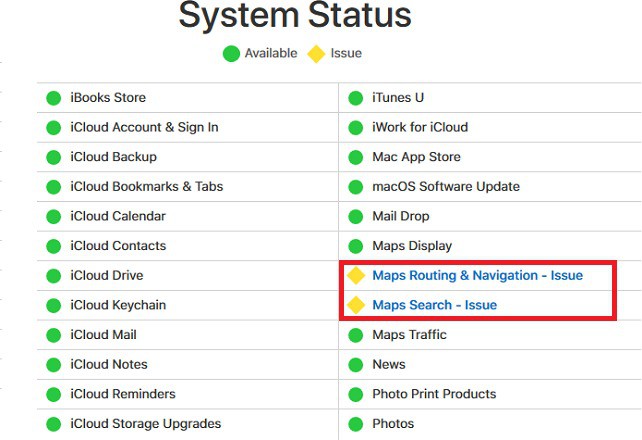 System Status
Available Issue
iBooks Store
iCloud Account & Sign In
iCloud Backup
iCloud Bookmarks & Tabs
iCloud Calendar
iCloud Contacts
iCloud Drive
iCloud Keychain
iCloud Mail
iCloud Notes
iCloud Reminders
iCloud Storage Upgrades
iTunes U
iWork for iCloud
Mac App Store
macOS Software Update
Mail Drop
Maps Display
Maps Routing & Navigation - Issue
Maps Search - Issue
Maps Traffic
News
Photo Print Products
Photos